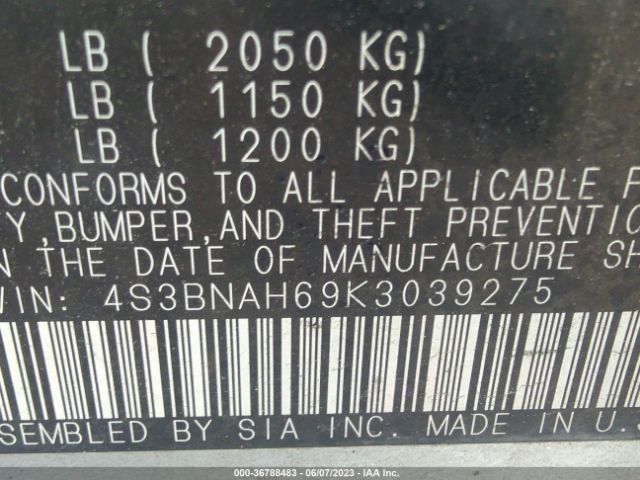 LB ( 2050 KG)
LB ( 1150 KG)
LB ( 1200 KG)
CONFORMS TO ALL APPLICABLE F
Y, BUMPER, AND THEFT PREVENTIO
N THE DATE OF MANUFACTURE SH
VIN: 4S3BNAH69K3039275
SEMBLED BY SIA INC. MADE IN U.S
000-36788483 - 06/07/2023 - IAA Inc.